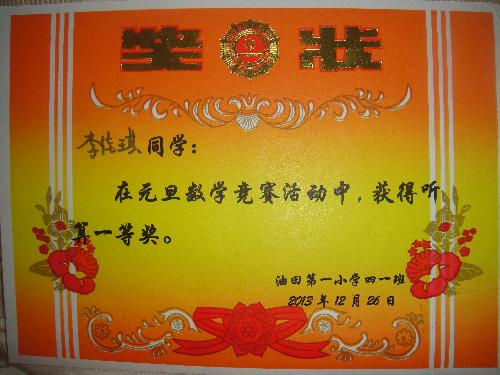 奖状
李洁琪同学：
在元旦数学竞赛活动中，获得听
算一等奖。
油田第一小学四一班
2013年12月26日